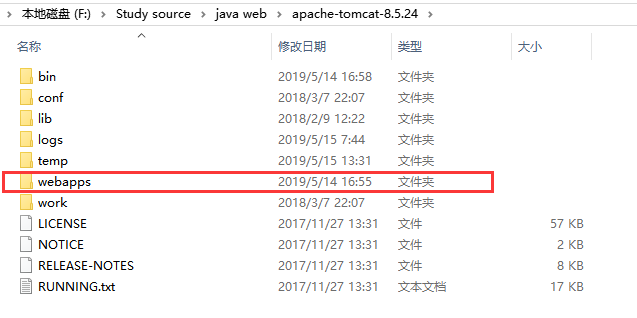 本地磁盘 (F:) > Study source > java web > apache-tomcat-8.5.24 >
名称 修改日期 类型 大小
bin 2019/5/14 16:58 文件夹
conf 2018/3/7 22:07 文件夹
lib 2018/2/9 12:22 文件夹
logs 2019/5/15 7:44 文件夹
temp 2019/5/15 13:31 文件夹
webapps 2019/5/14 16:55 文件夹
work 2018/3/7 22:07 文件夹
LICENSE 2017/11/27 13:31 文件 57 KB
NOTICE 2017/11/27 13:31 文件 2 KB
RELEASE-NOTES 2017/11/27 13:31 文件 8 KB
RUNNING.txt 2017/11/27 13:31 文本文档 17 KB